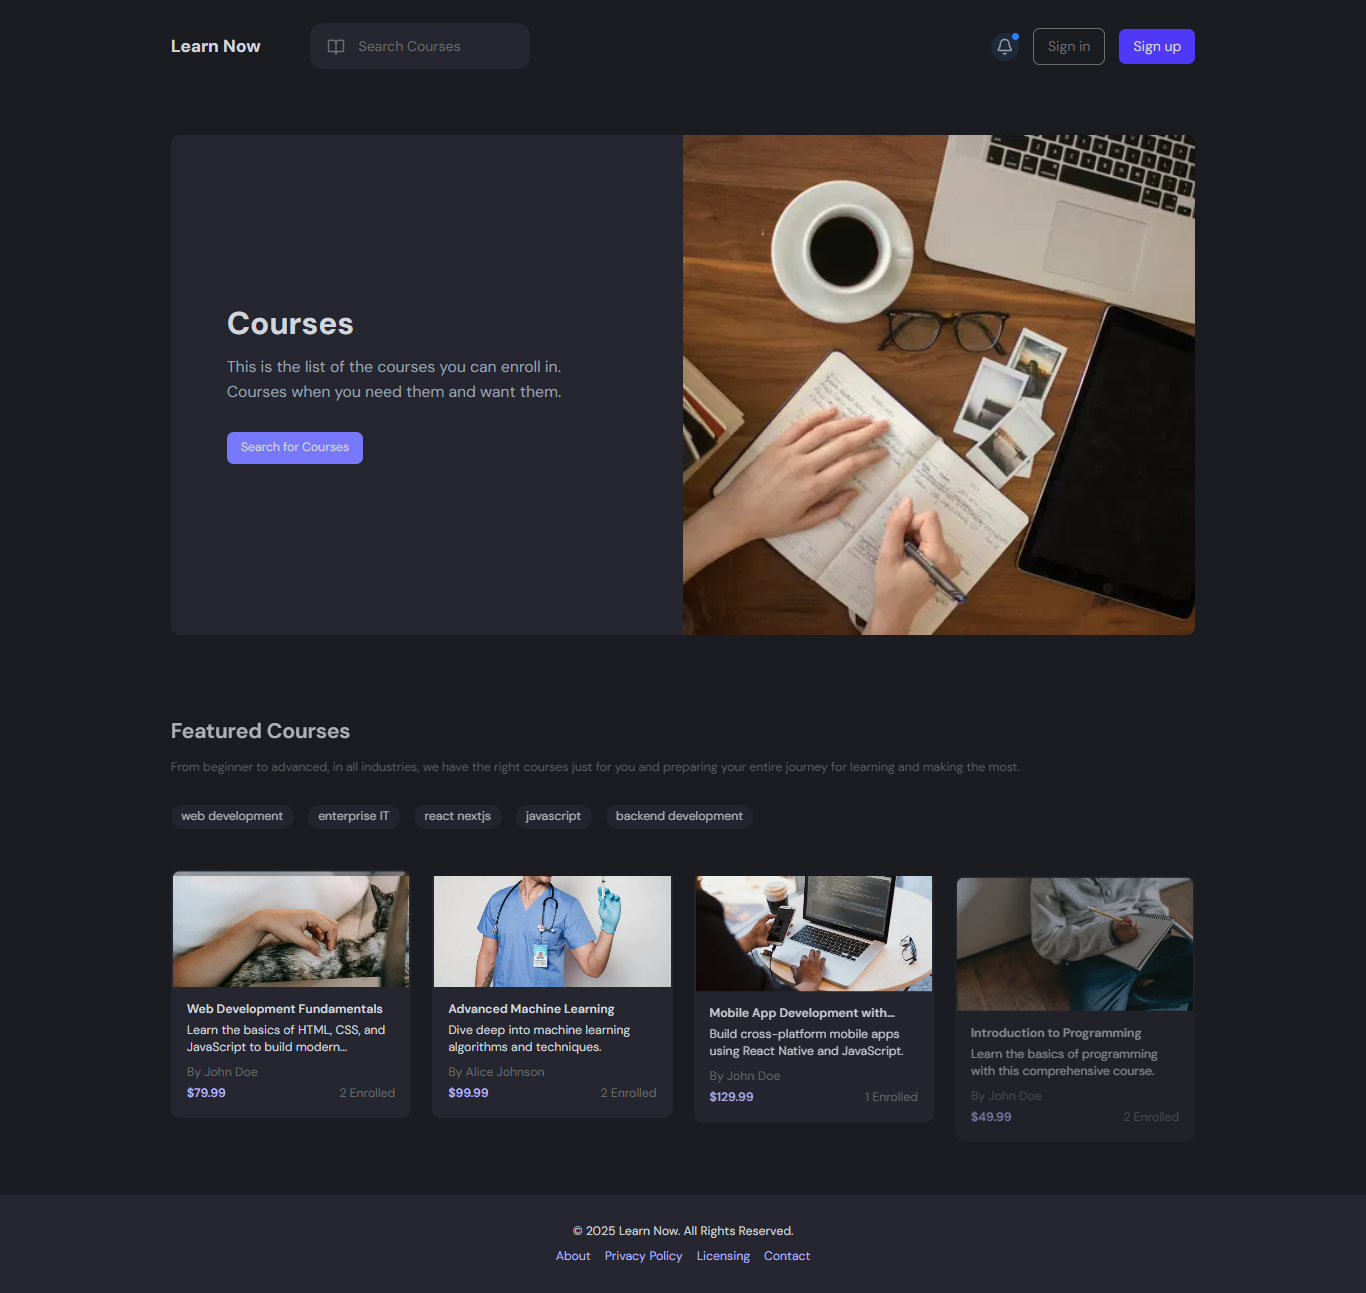 Learn Now
Search Courses
Sign in
Sign up
Courses
This is the list of the courses you can enroll in.
Courses when you need them and want them.
Search for Courses
Featured Courses
From beginner to advanced, in all industries, we have the right courses just for you and preparing your entire journey for learning and making the most.
web development
enterprise IT
react nextjs
javascript
backend development
Web Development Fundamentals
Learn the basics of HTML, CSS, and
JavaScript to build modern...
By John Doe
$79.99
2 Enrolled
Advanced Machine Learning
Dive deep into machine learning
algorithms and techniques.
By Alice Johnson
$99.99
2 Enrolled
Mobile App Development with...
Build cross-platform mobile apps
using React Native and JavaScript.
By John Doe
$129.99
1 Enrolled
Introduction to Programming
Learn the basics of programming
with this comprehensive course.
By John Doe
$49.99
2 Enrolled
© 2025 Learn Now. All Rights Reserved.
About
Privacy Policy
Licensing
Contact